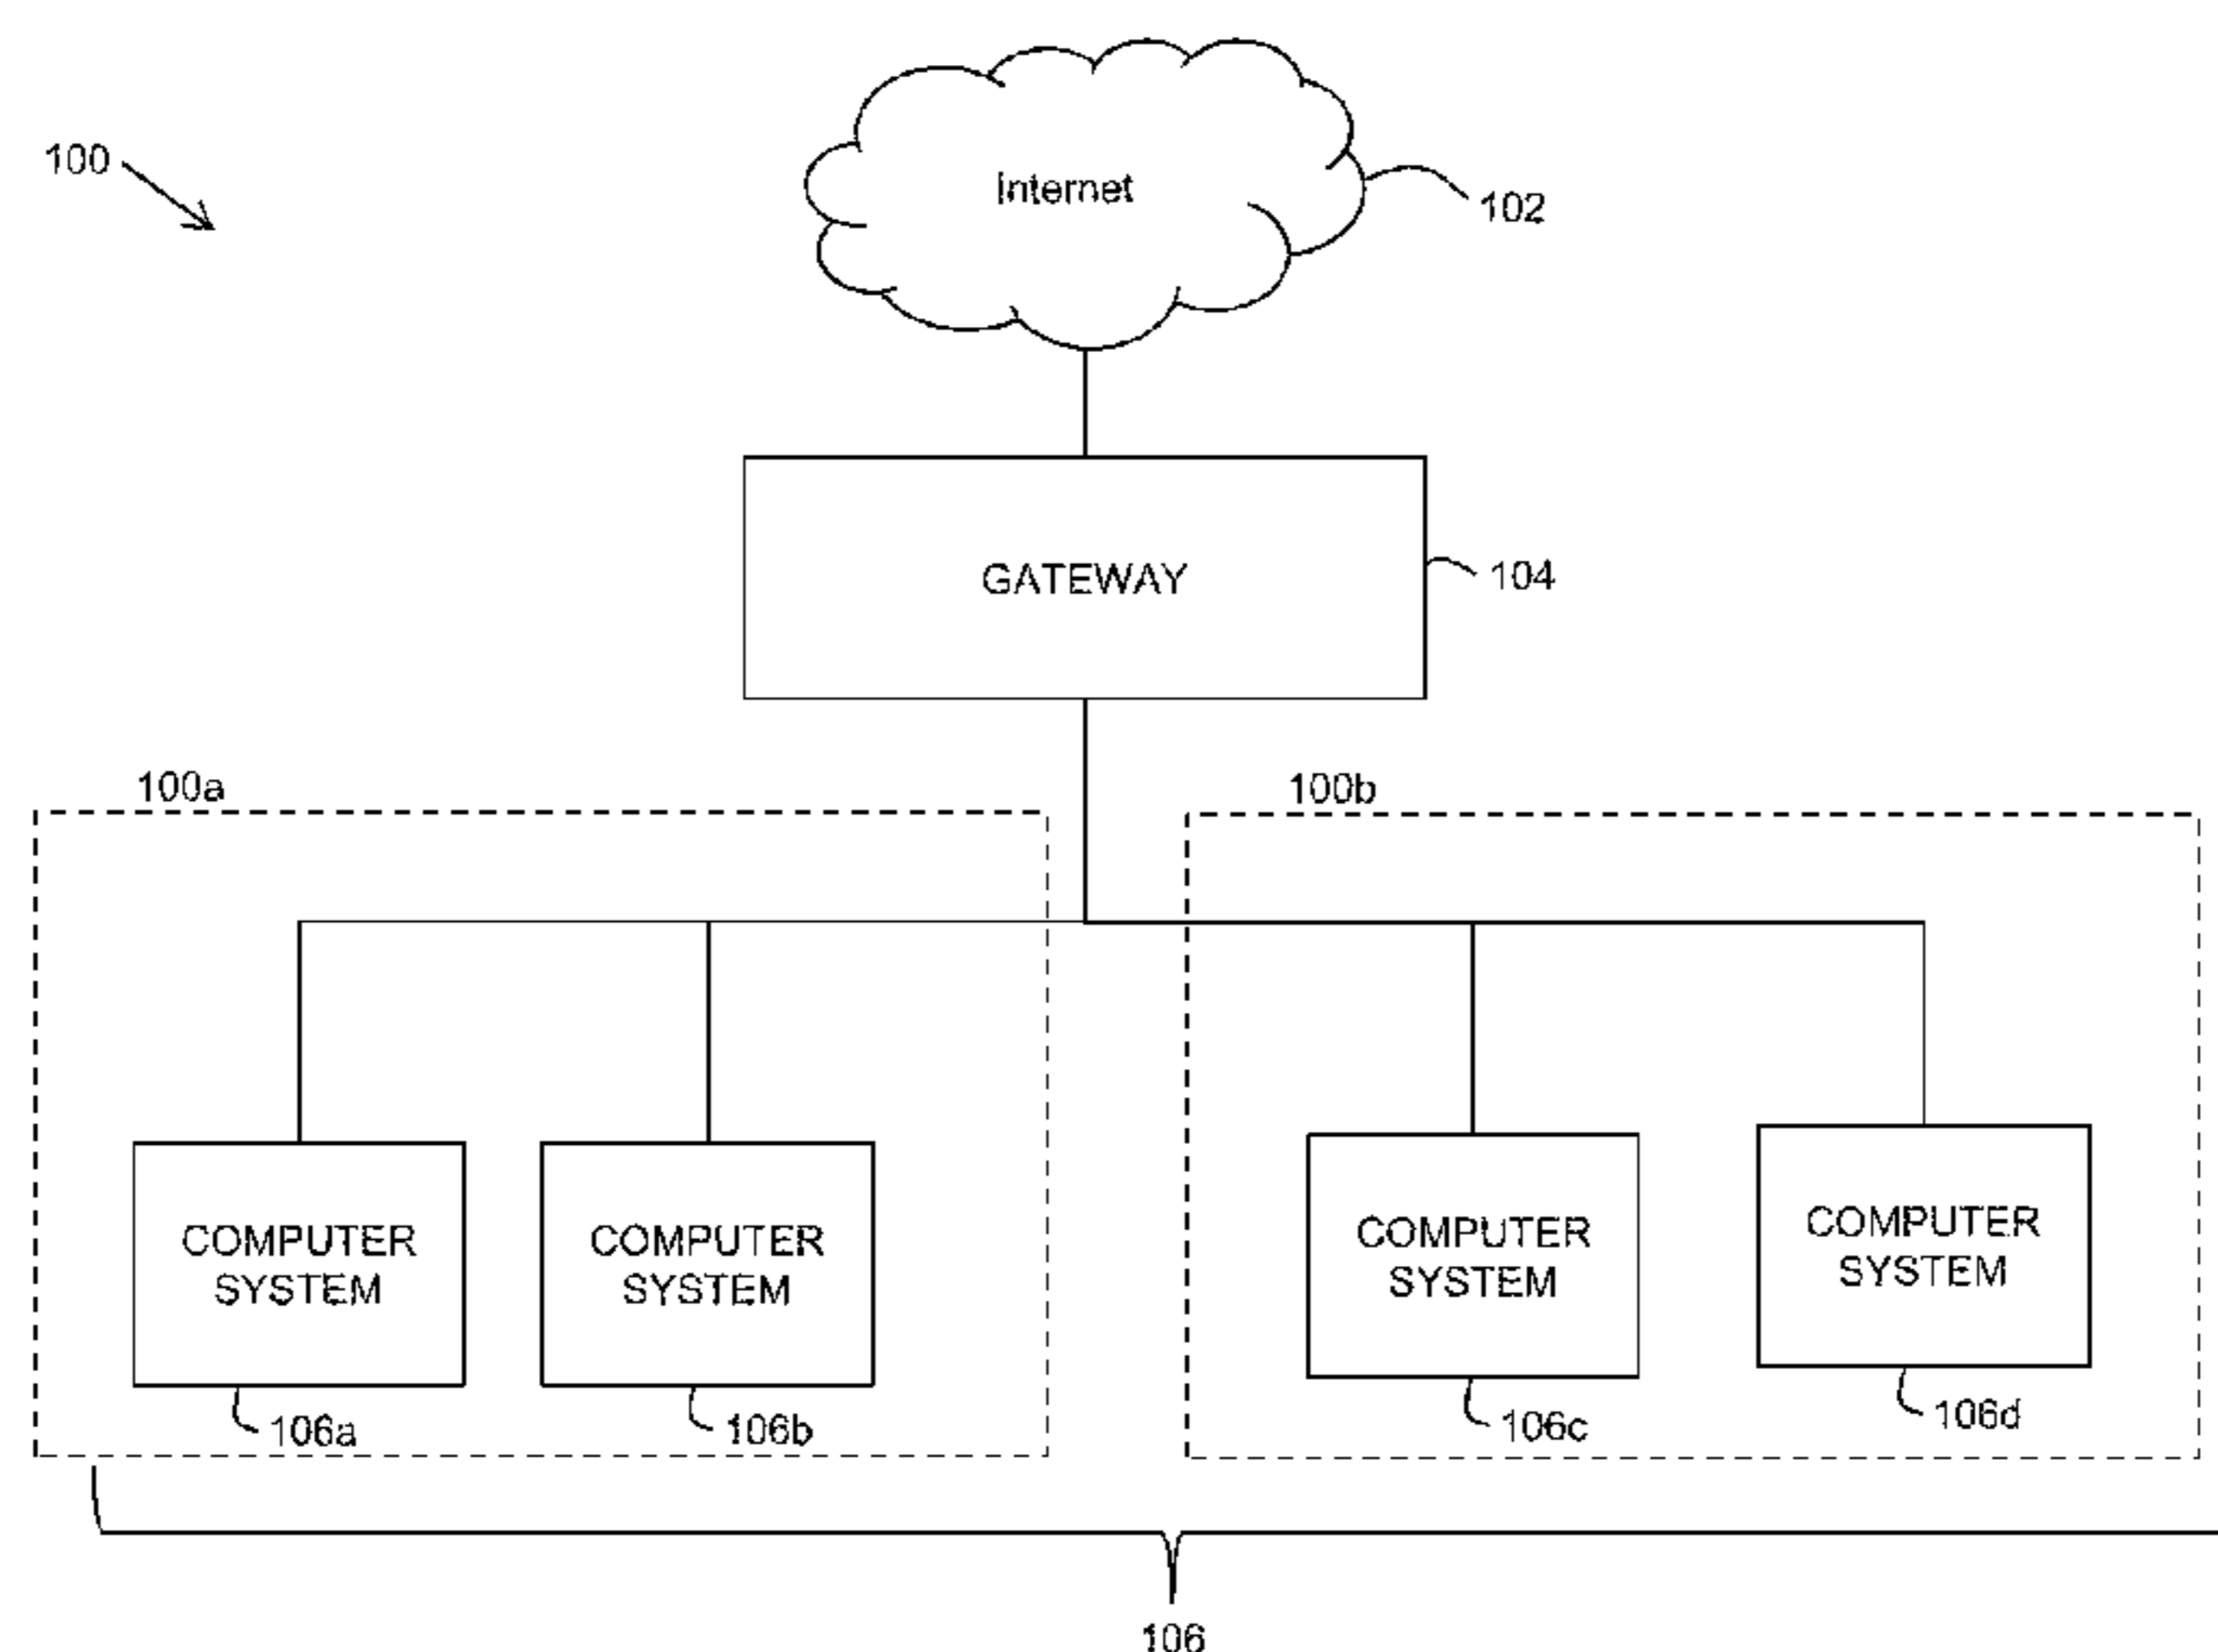 100
Internet
102
GATEWAY
104
100a
100b
COMPUTER
SYSTEM
COMPUTER
SYSTEM
COMPUTER
SYSTEM
COMPUTER
SYSTEM
106a
106b
106c
106d
106